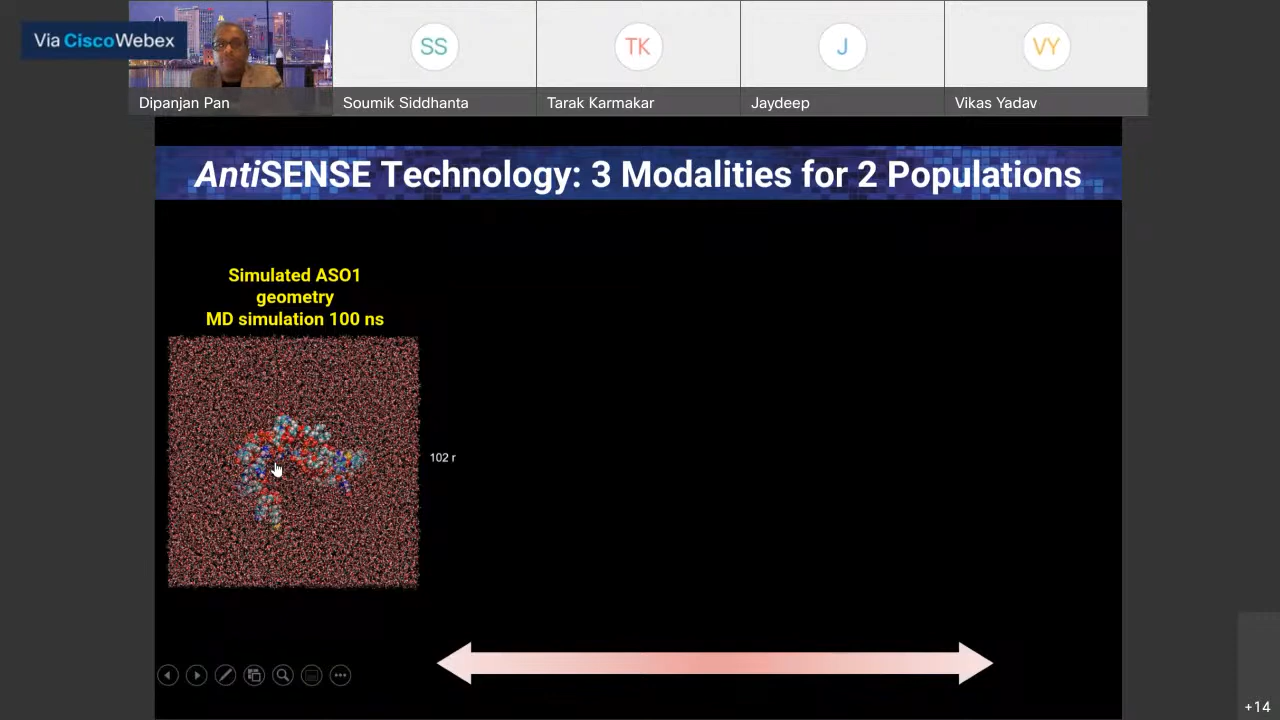 Via CiscoWebex
SS
TK
J
VY
Dipanjan Pan
Soumik Siddhanta
Tarak Karmakar
Jaydeep
Vikas Yadav
AntiSENSE Technology: 3 Modalities for 2 Populations
Simulated ASO1
geometry
MD simulation 100 ns
102 r
+14